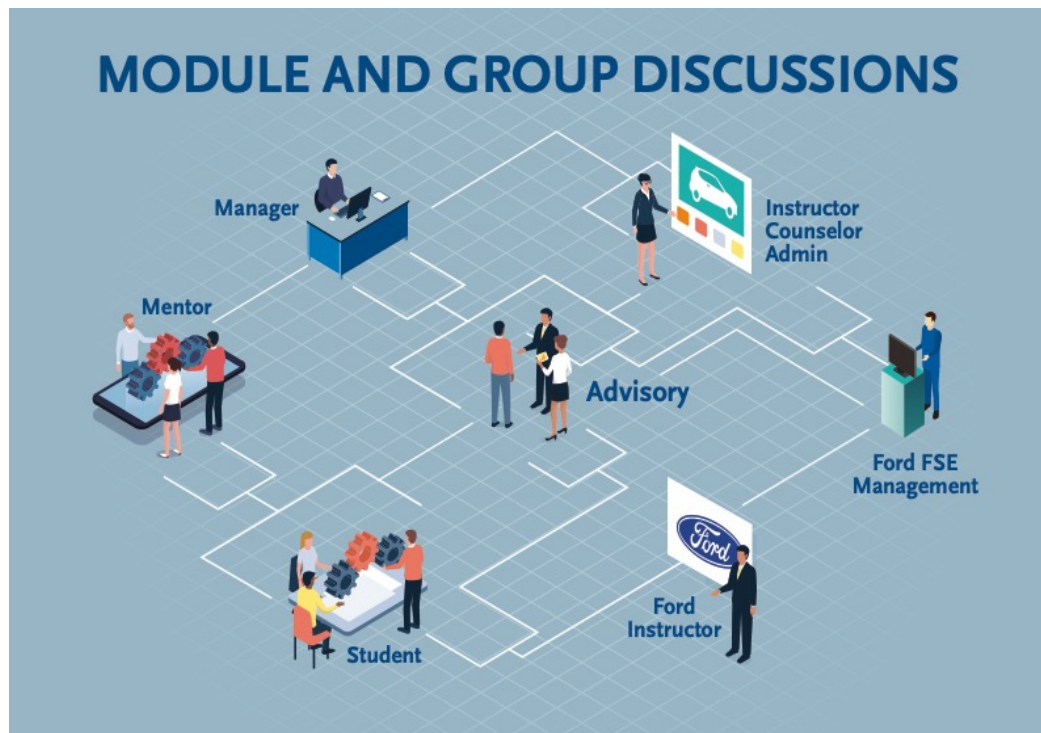 MODULE AND GROUP DISCUSSIONS
Manager
Instructor
Counselor
Admin
Mentor
Advisory
Ford FSE
Management
Ford
Ford
Instructor
Student